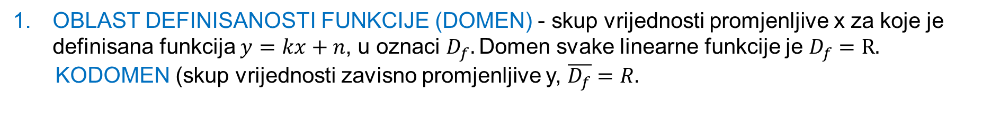 1. OBLAST DEFINISANOSTI FUNKCIJE (DOMEN) - skup vrijednosti promjenljive x za koje je
definisana funkcija y = kx + n, u oznaci D_f. Domen svake linearne funkcije je D_f = R.
KODOMEN (skup vrijednosti zavisno promjenljive y, \overline{D_f} = R.